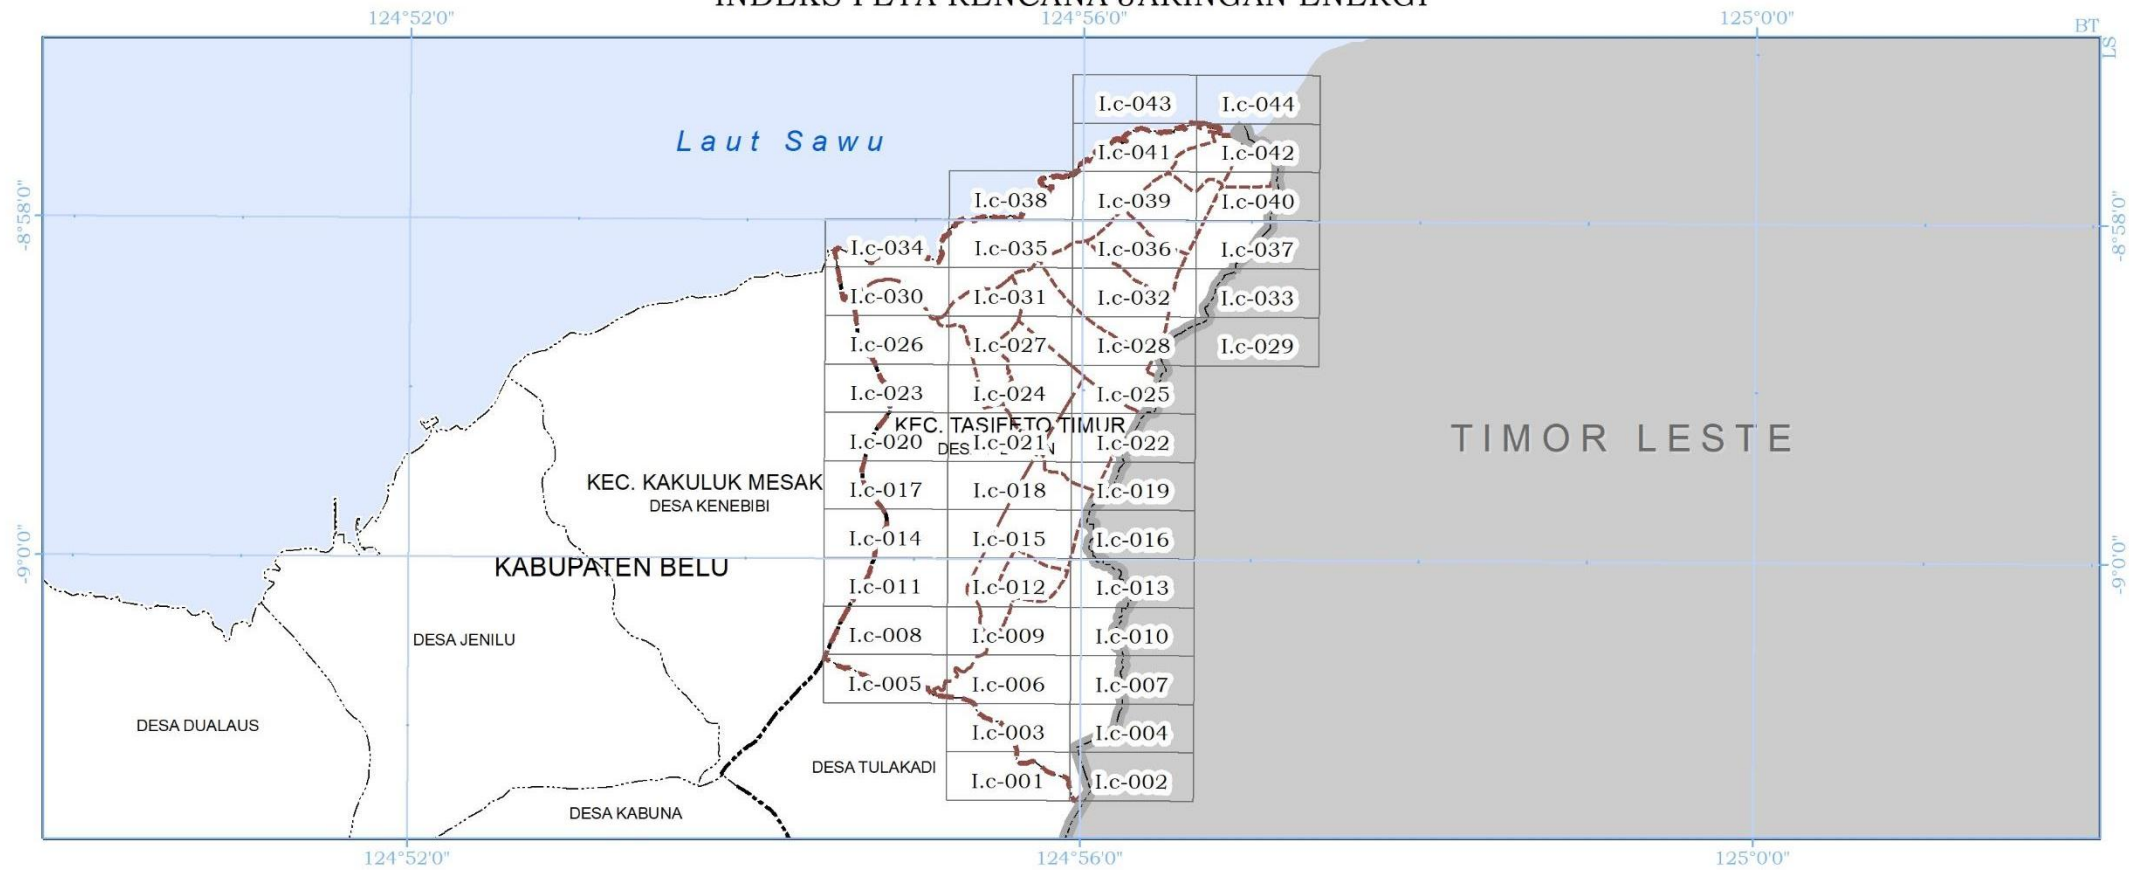 INDEKS PETA RENCANA JARINGAN ENERGI
124°52'0"
124°56'0"
125°0'0"
BT
LS
I.c-043
I.c-044
Laut Sawu
I.c-041
I.c-042
-8°58'0"
-8°58'0"
I.c-038
I.c-039
I.c-040
I.c-034
I.c-035
I.c-036
I.c-037
I.c-030
I.c-031
I.c-032
I.c-033
I.c-026
I.c-027
I.c-028
I.c-029
I.c-023
I.c-024
I.c-025
KEC. TASIFETO TIMUR
I.c-020
I.c-021
I.c-022
TIMOR LESTE
KEC. KAKULUK MESAK
DESA KENEBIBI
I.c-017
I.c-018
I.c-019
I.c-014
I.c-015
I.c-016
-9°0'0"
-9°0'0"
KABUPATEN BELU
I.c-011
I.c-012
I.c-013
DESA JENILU
I.c-008
I.c-009
I.c-010
I.c-005
I.c-006
I.c-007
DESA DUALAUS
I.c-003
I.c-004
DESA TULAKADI
I.c-001
I.c-002
DESA KABUNA
124°52'0"
124°56'0"
125°0'0"